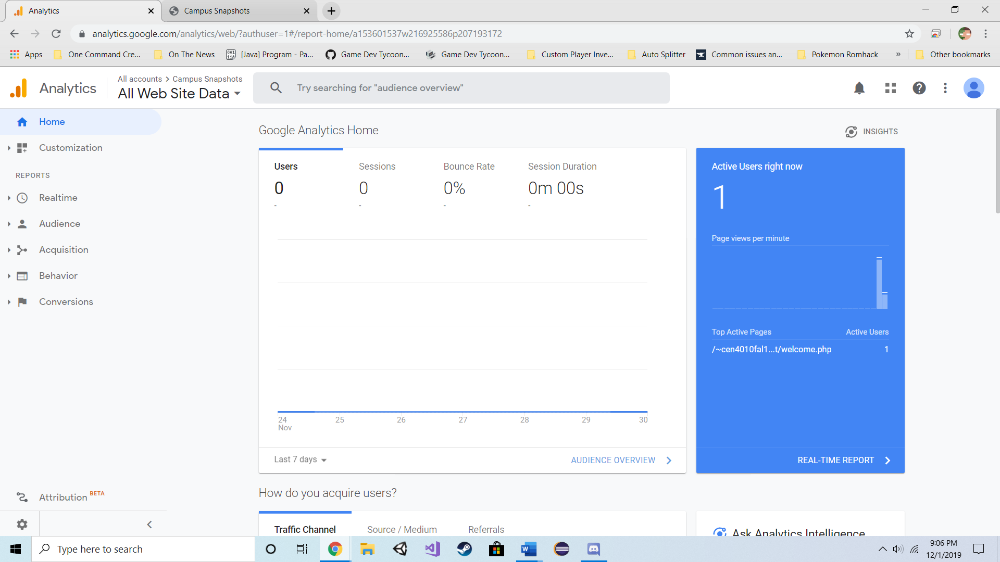 Analytics
Campus Snapshots
analytics.google.com/analytics/web/?authuser=1#/report-home/a153601537w216925586p207193172
Apps
One Command Cre...
On The News
[Java] Program - Pa...
Game Dev Tycoon...
Game Dev Tycoon...
Custom Player Inve...
Auto Splitter
Common issues an...
Pokemon Romhack
»
Other bookmarks
Analytics
All accounts > Campus Snapshots
All Web Site Data
Try searching for "audience overview"
Home
Customization
REPORTS
Realtime
Audience
Acquisition
Behavior
Conversions
Attribution BETA
Google Analytics Home
INSIGHTS
Users
0
-
Sessions
0
-
Bounce Rate
0%
-
Session Duration
0m 00s
-
24
Nov
25
26
27
28
29
30
Last 7 days
AUDIENCE OVERVIEW
Active Users right now
1
Page views per minute
Top Active Pages Active Users
/~cen4010fal1...t/welcome.php 1
REAL-TIME REPORT
How do you acquire users?
Traffic Channel
Source / Medium
Referrals
Ask Analytics Intelligence
Type here to search
9:06 PM
12/1/2019